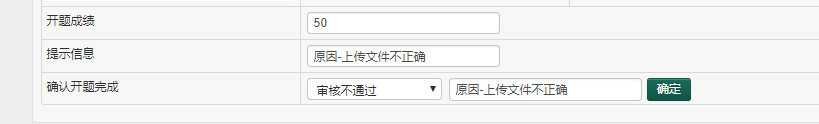 开题成绩 50
提示信息 原因-上传文件不正确
确认开题完成 审核不通过 原因-上传文件不正确 确定